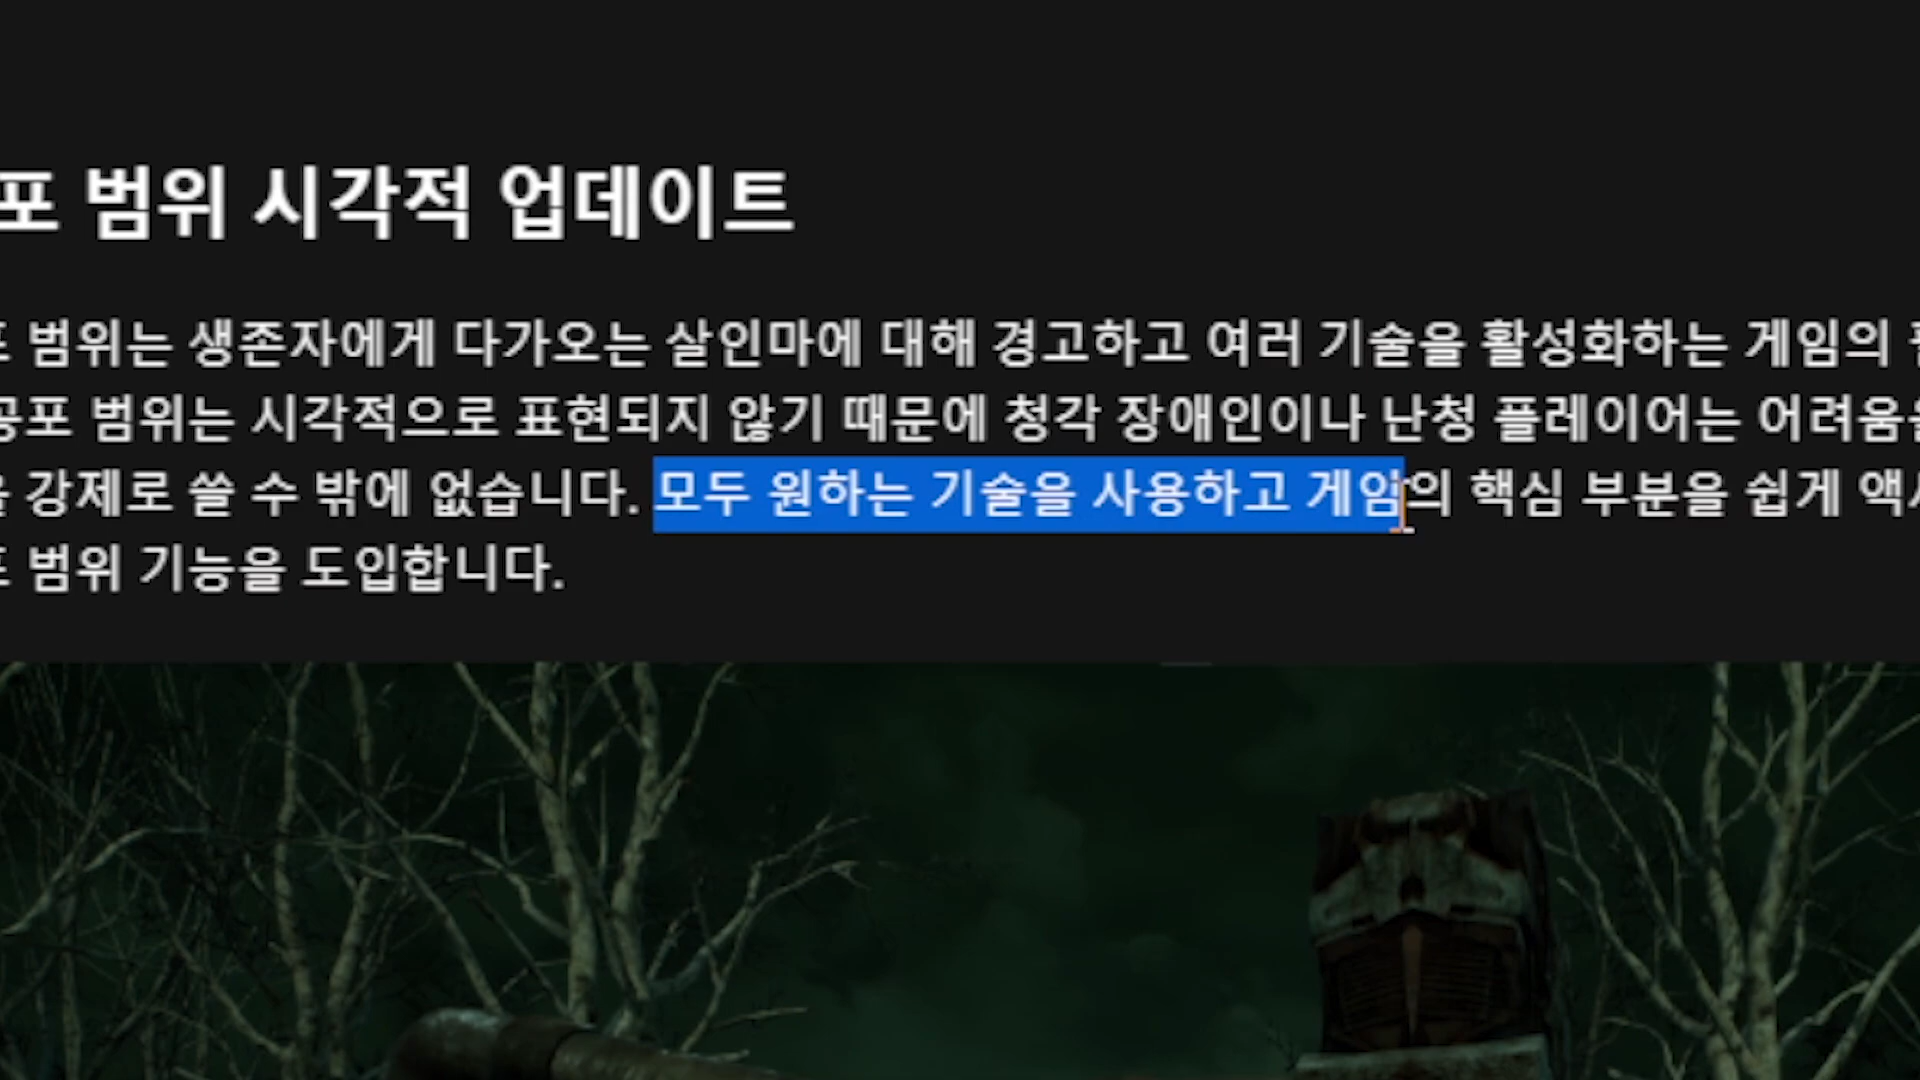 포 범위 시각적 업데이트
범위는 생존자에게 다가오는 살인마에 대해 경고하고 여러 기술을 활성화하는 게임의
공포 범위는 시각적으로 표현되지 않기 때문에 청각 장애인이나 난청 플레이어는 어려움을
강제로 쓸 수 밖에 없습니다. 모두 원하는 기술을 사용하고 게임의 핵심 부분을 쉽게
범위 기능을 도입합니다.